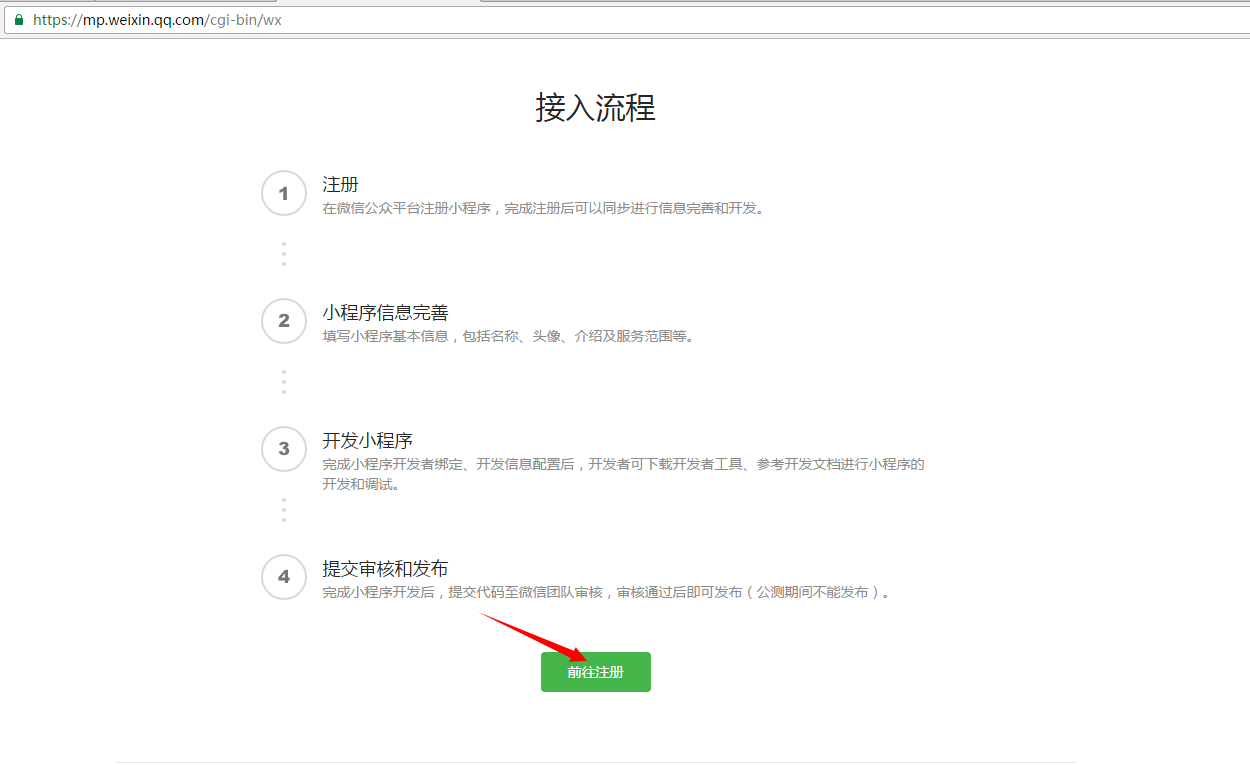 https://mp.weixin.qq.com/cgi-bin/wx
接入流程
1
注册
在微信公众平台注册小程序，完成注册后可以同步进行信息完善和开发。
2
小程序信息完善
填写小程序基本信息，包括名称、头像、介绍及服务范围等。
3
开发小程序
完成小程序开发者绑定、开发信息配置后，开发者可下载开发者工具、参考开发文档进行小程序的
开发和调试。
4
提交审核和发布
完成小程序开发后，提交代码至微信团队审核，审核通过后即可发布（公测期间不能发布）。
前往注册